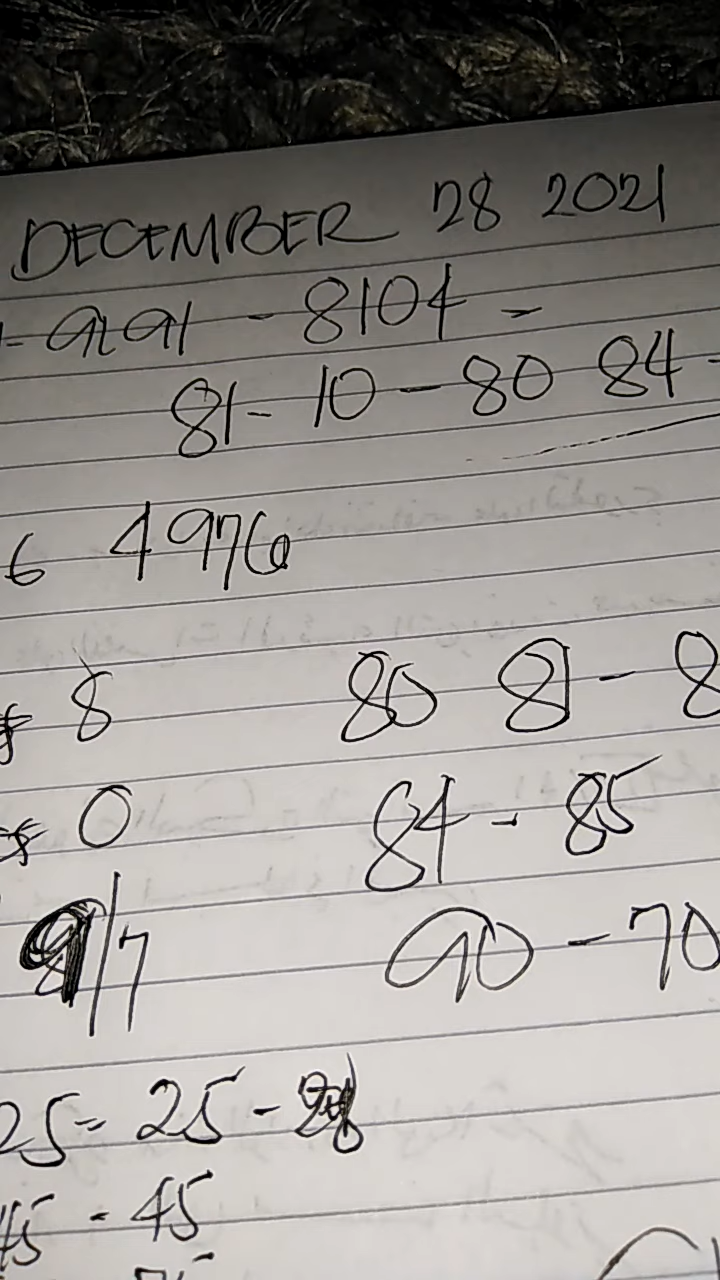 DECEMBER 28 2021
- 9191 - 8104 -
81- 10 - 80 84 -
6 4976
8 80 81 - 8
0 84 - 85
9/7 90 - 70
25 = 25 -
45 - 45